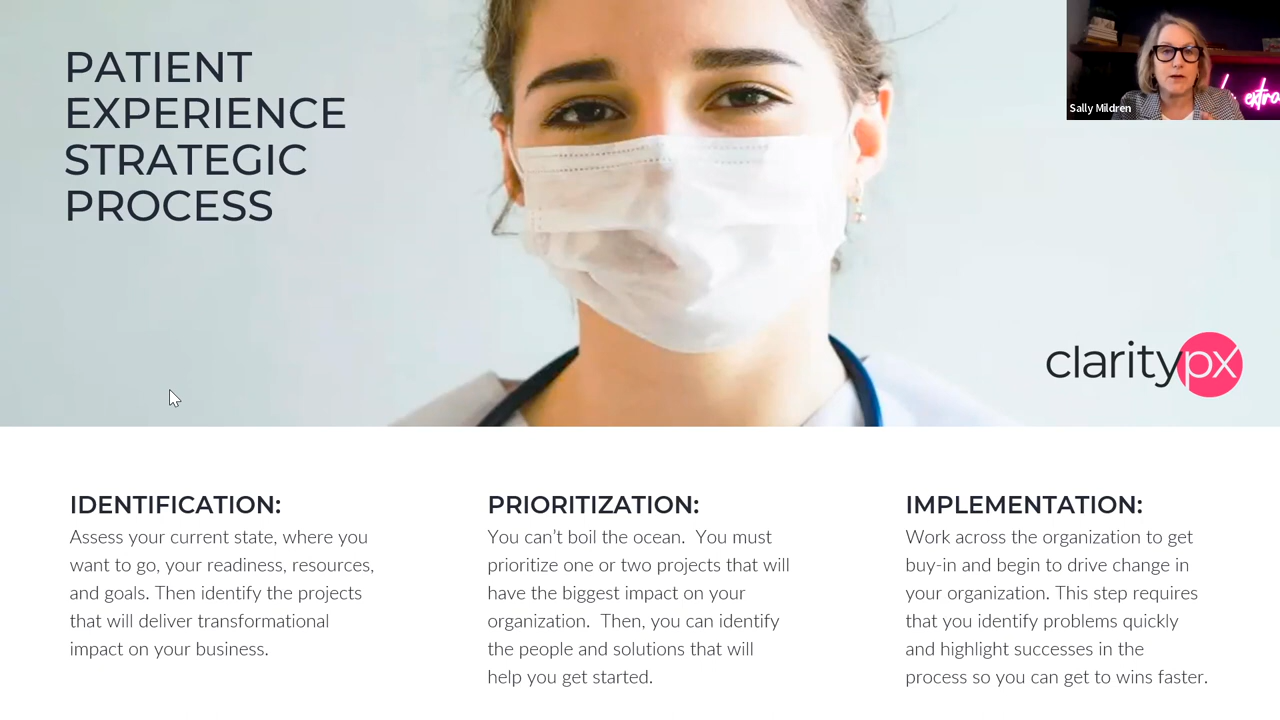 PATIENT
EXPERIENCE
STRATEGIC
PROCESS
Sally Mildren
extra
claritypx
IDENTIFICATION:
Assess your current state, where you
want to go, your readiness, resources,
and goals. Then identify the projects
that will deliver transformational
impact on your business.
PRIORITIZATION:
You can’t boil the ocean.  You must
prioritize one or two projects that will
have the biggest impact on your
organization.  Then, you can identify
the people and solutions that will
help you get started.
IMPLEMENTATION:
Work across the organization to get
buy-in and begin to drive change in
your organization. This step requires
that you identify problems quickly
and highlight successes in the
process so you can get to wins faster.